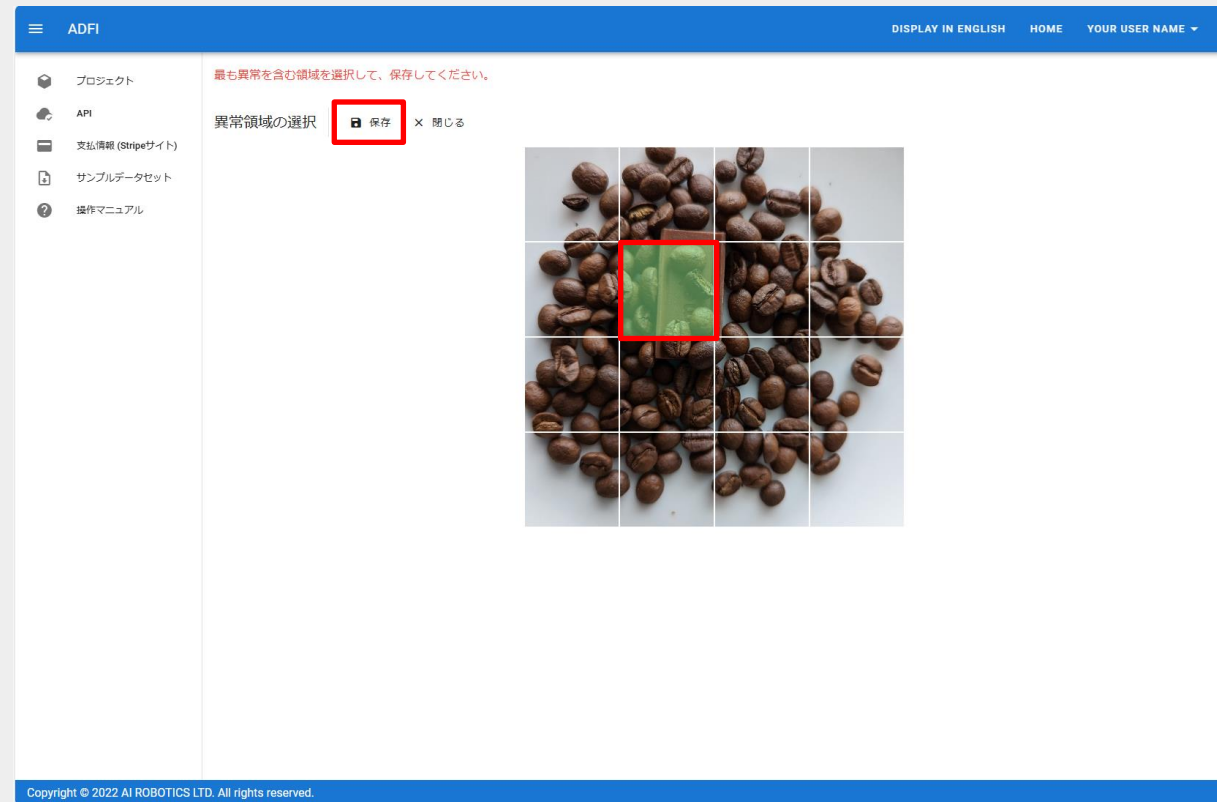 ADFI
DISPLAY IN ENGLISH HOME YOUR USER NAME
プロジェクト
API
支払情報 (Stripeサイト)
サンプルデータセット
操作マニュアル
最も異常を含む領域を選択して、保存してください。
異常領域の選択 保存 × 閉じる
Copyright © 2022 AI ROBOTICS LTD. All rights reserved.